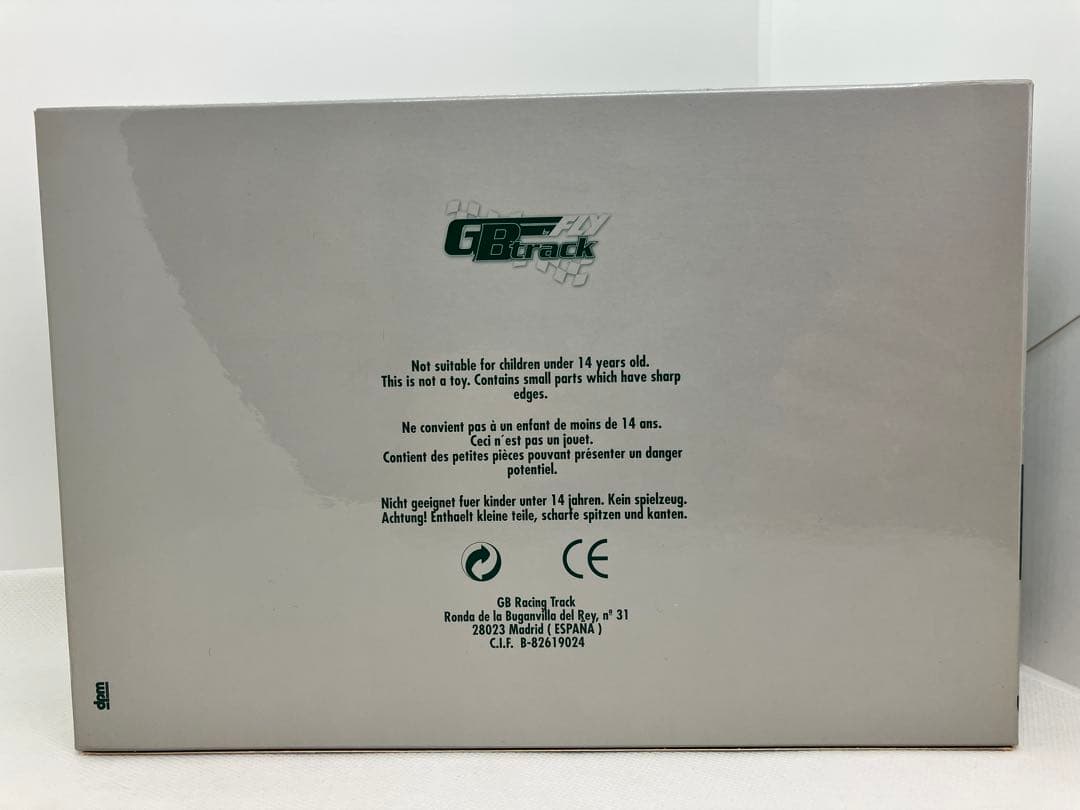 GB track by FLY
Not suitable for children under 14 years old.
This is not a toy. Contains small parts which have sharp
edges.
Ne convient pas à un enfant de moins de 14 ans.
Ceci n´est pas un jouet.
Contient des petites pièces pouvant présenter un danger
potentiel.
Nicht geeignet fuer kinder unter 14 jahren. Kein spielzeug.
Achtung! Enthaelt kleine teile, scharfe spitzen und kanten.
CE
GB Racing Track
Ronda de la Buganvilla del Rey, nº 31
28023 Madrid ( ESPAÑA )
C.I.F. B-82619024
dpm